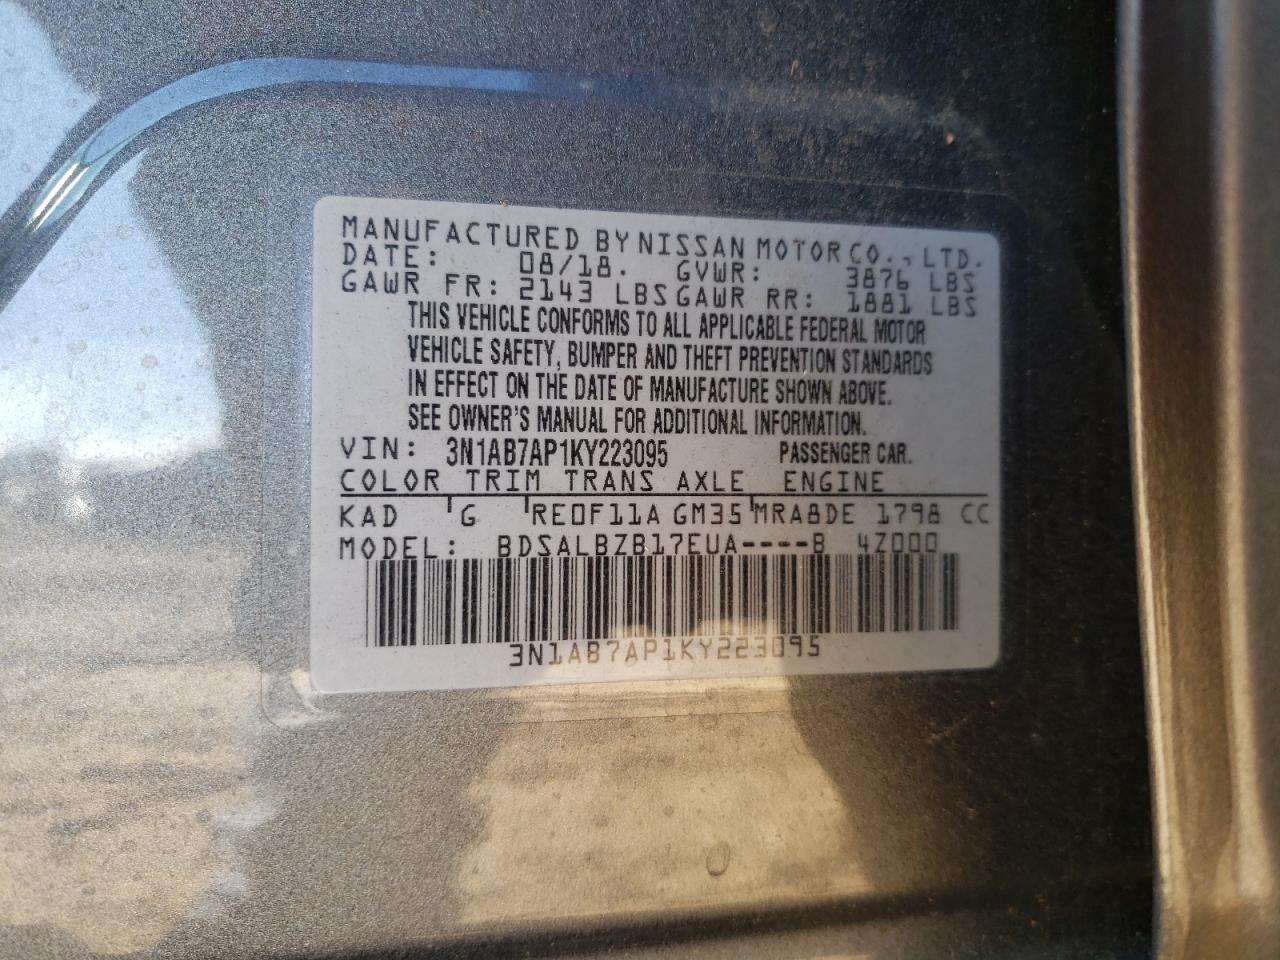 MANUFACTURED BY NISSAN MOTOR CO., LTD.
DATE: 08/18. GVWR: 3876 LBS
GAWR FR: 2143 LBS GAWR RR: 1881 LBS
THIS VEHICLE CONFORMS TO ALL APPLICABLE FEDERAL MOTOR
VEHICLE SAFETY, BUMPER AND THEFT PREVENTION STANDARDS
IN EFFECT ON THE DATE OF MANUFACTURE SHOWN ABOVE.
SEE OWNER'S MANUAL FOR ADDITIONAL INFORMATION.
VIN: 3N1AB7AP1KY223095 PASSENGER CAR.
COLOR TRIM TRANS AXLE ENGINE
KAD G RE0F11A GM35 MRA8DE 1798 CC
MODEL: BDSALBZB17EUA----B 4Z000
3N1AB7AP1KY223095